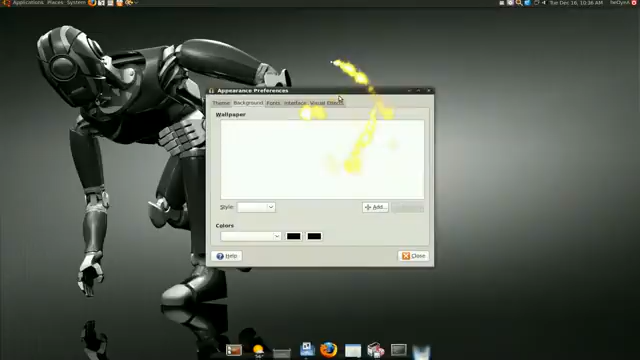 Applications Places System
Tue Dec 16, 10:36 AM
Appearance Preferences
Theme Background Fonts Interface Visual Effects
Wallpaper
Style:
Add...
Colors
Help
Close